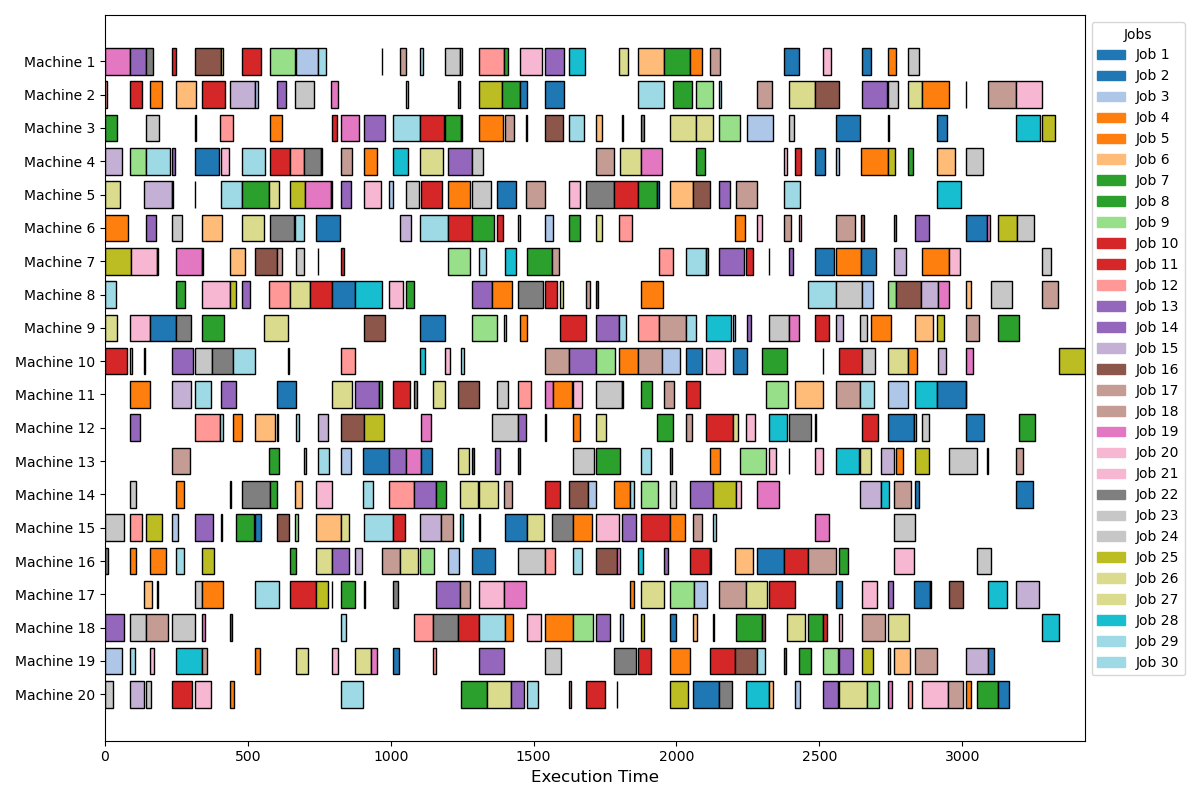 Machine 1
Machine 2
Machine 3
Machine 4
Machine 5
Machine 6
Machine 7
Machine 8
Machine 9
Machine 10
Machine 11
Machine 12
Machine 13
Machine 14
Machine 15
Machine 16
Machine 17
Machine 18
Machine 19
Machine 20
0 500 1000 1500 2000 2500 3000
Execution Time
Jobs
Job 1
Job 2
Job 3
Job 4
Job 5
Job 6
Job 7
Job 8
Job 9
Job 10
Job 11
Job 12
Job 13
Job 14
Job 15
Job 16
Job 17
Job 18
Job 19
Job 20
Job 21
Job 22
Job 23
Job 24
Job 25
Job 26
Job 27
Job 28
Job 29
Job 30